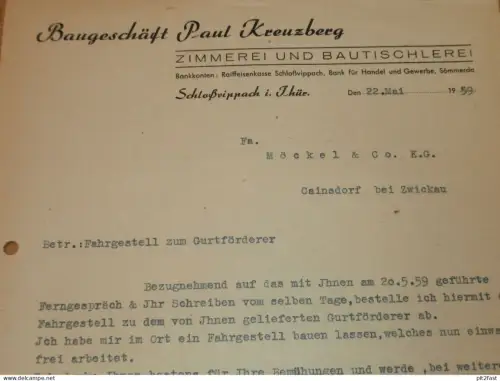 Baugeschäft Paul Kreuzberg
ZIMMEREI UND BAUTISCHLEREI
Bankkonten: Raiffeisenkasse Schloßvippach, Bank für Handel und Gewerbe, Sömmerda
Schloßvippach i. Thür. Den 22.Mai 1959
Fa.
Möckel & Co. K.G.
Cainsdorf bei Zwickau
Betr.:Fahrgestell zum Gurtförderer
Bezugnehmend auf das mit Jhnen am 20.5.59 geführte
Ferngespräch & Jhr Schreiben vom selben Tage,bestelle ich hiermit
Fahrgestell zu dem von Jhnen gelieferten Gurtförderer ab.
Jch habe mir im Ort ein Fahrgestell bauen lassen,welches nun einw
frei arbeitet.
Jhnen bestens für Jhre Bemühungen und werde ,bei weiter